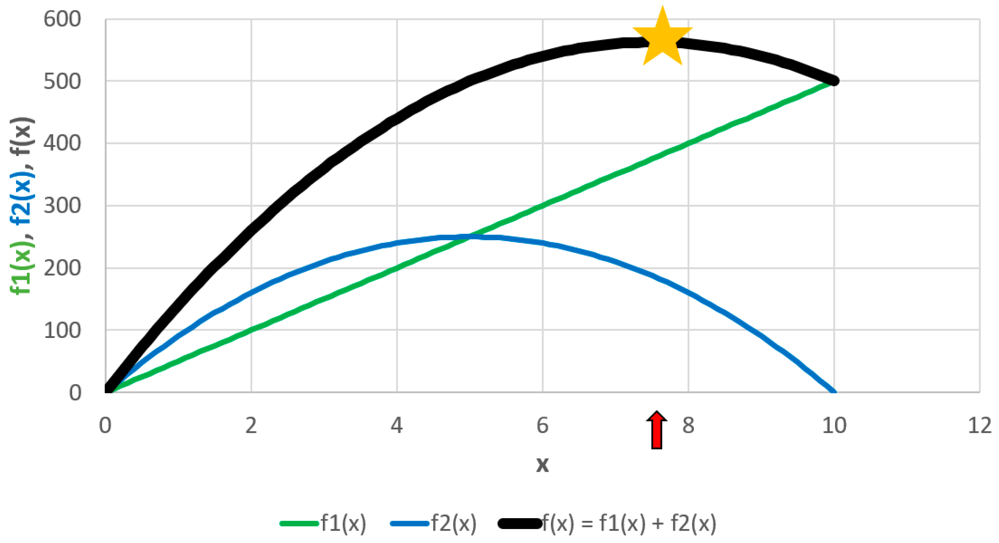 600
500
400
300
200
100
0
f1(x), f2(x), f(x)
0 2 4 6 8 10 12
x
f1(x) f2(x) f(x) = f1(x) + f2(x)